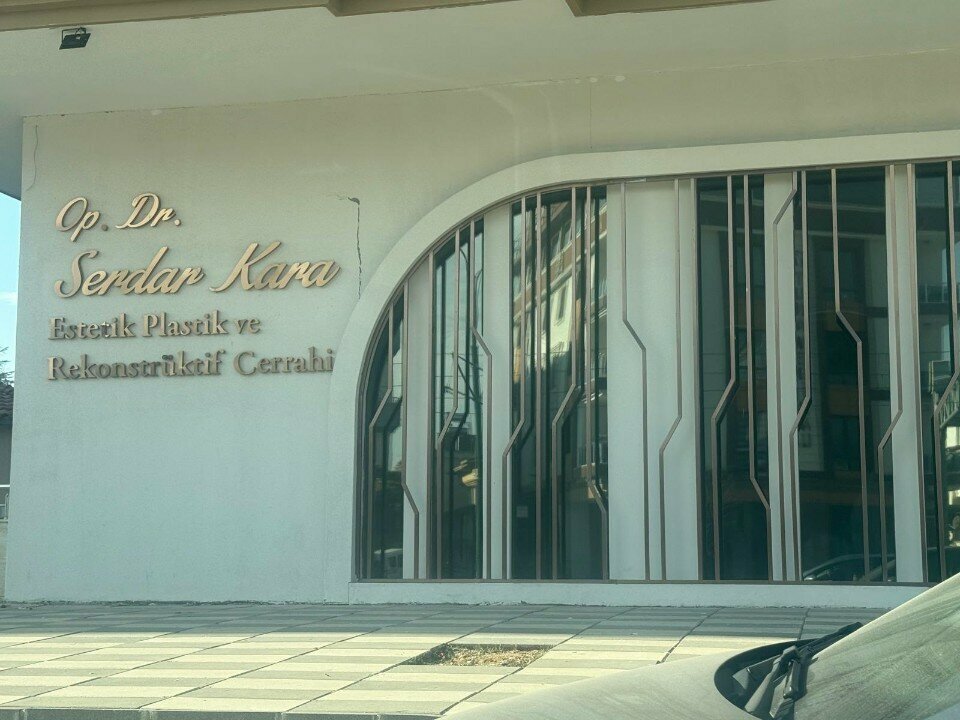 Op. Dr.
Serdar Kara
Estetik Plastik ve
Rekonstrüktif Cerrahi